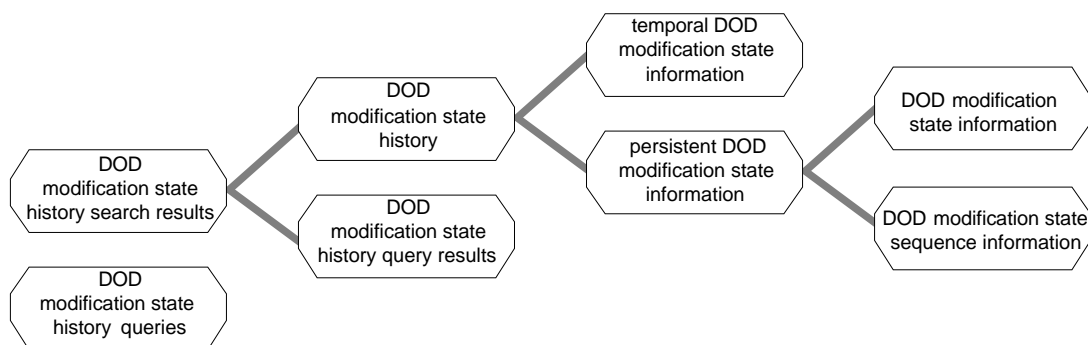 DOD
modification state
history search results
DOD
modification state
history queries
DOD
modification state
history
DOD
modification state
history query results
temporal DOD
modification state
information
persistent DOD
modification state
information
DOD modification
state information
DOD modification state
sequence information